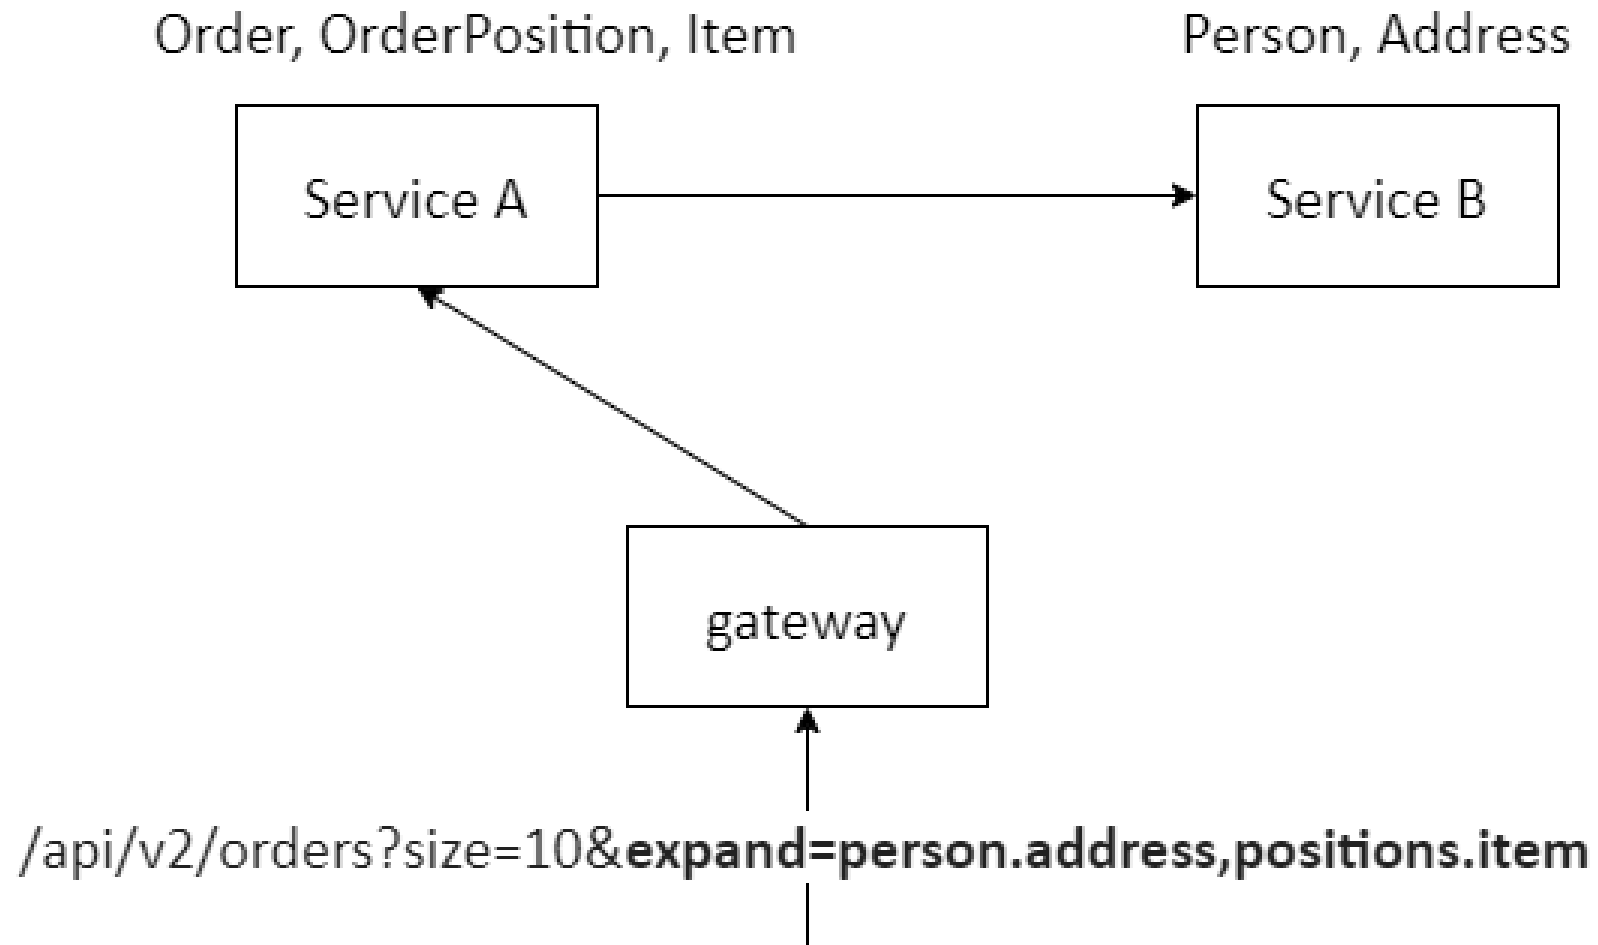 Order, OrderPosition, Item
Person, Address
Service A
Service B
gateway
/api/v2/orders?size=10&expand=person.address,positions.item